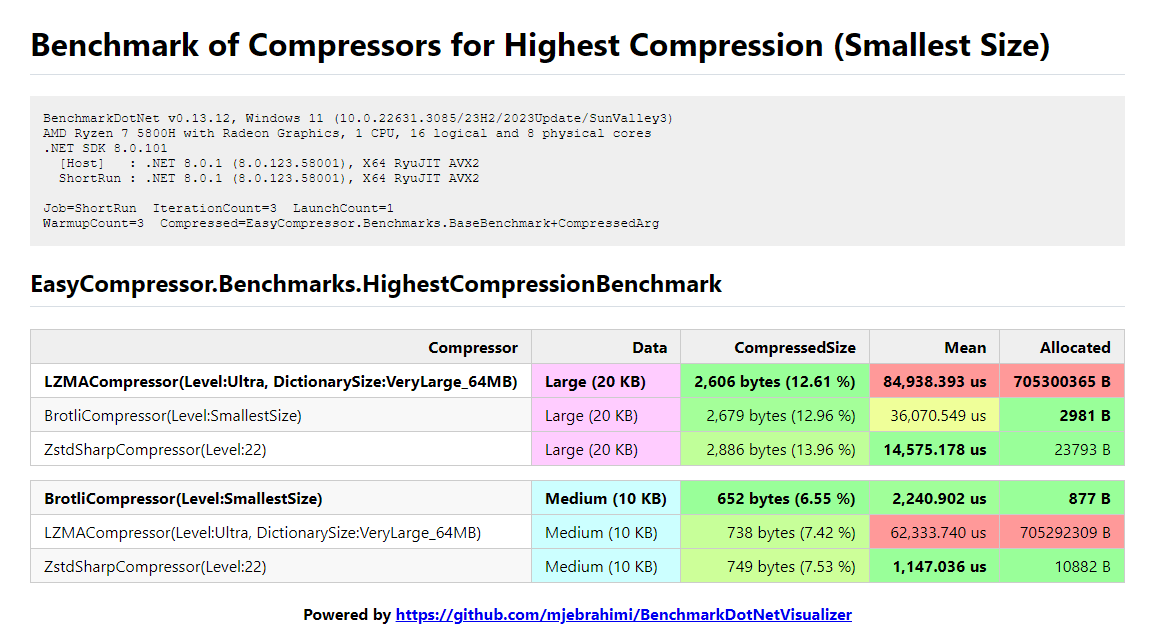 Benchmark of Compressors for Highest Compression (Smallest Size)
BenchmarkDotNet v0.13.12, Windows 11 (10.0.22631.3085/23H2/2023Update/SunValley3)
AMD Ryzen 7 5800H with Radeon Graphics, 1 CPU, 16 logical and 8 physical cores
.NET SDK 8.0.101
[Host]   : .NET 8.0.1 (8.0.123.58001), X64 RyuJIT AVX2
ShortRun : .NET 8.0.1 (8.0.123.58001), X64 RyuJIT AVX2
Job=ShortRun  IterationCount=3  LaunchCount=1
WarmupCount=3  Compressed=EasyCompressor.Benchmarks.BaseBenchmark+CompressedArg
EasyCompressor.Benchmarks.HighestCompressionBenchmark
Compressor Data CompressedSize Mean Allocated
LZMACompressor(Level:Ultra, DictionarySize:VeryLarge_64MB) Large (20 KB) 2,606 bytes (12.61 %) 84,938.393 us 705300365 B
BrotliCompressor(Level:SmallestSize) Large (20 KB) 2,679 bytes (12.96 %) 36,070.549 us 2981 B
ZstdSharpCompressor(Level:22) Large (20 KB) 2,886 bytes (13.96 %) 14,575.178 us 23793 B
BrotliCompressor(Level:SmallestSize) Medium (10 KB) 652 bytes (6.55 %) 2,240.902 us 877 B
LZMACompressor(Level:Ultra, DictionarySize:VeryLarge_64MB) Medium (10 KB) 738 bytes (7.42 %) 62,333.740 us 705292309 B
ZstdSharpCompressor(Level:22) Medium (10 KB) 749 bytes (7.53 %) 1,147.036 us 10882 B
Powered by https://github.com/mjebrahimi/BenchmarkDotNetVisualizer